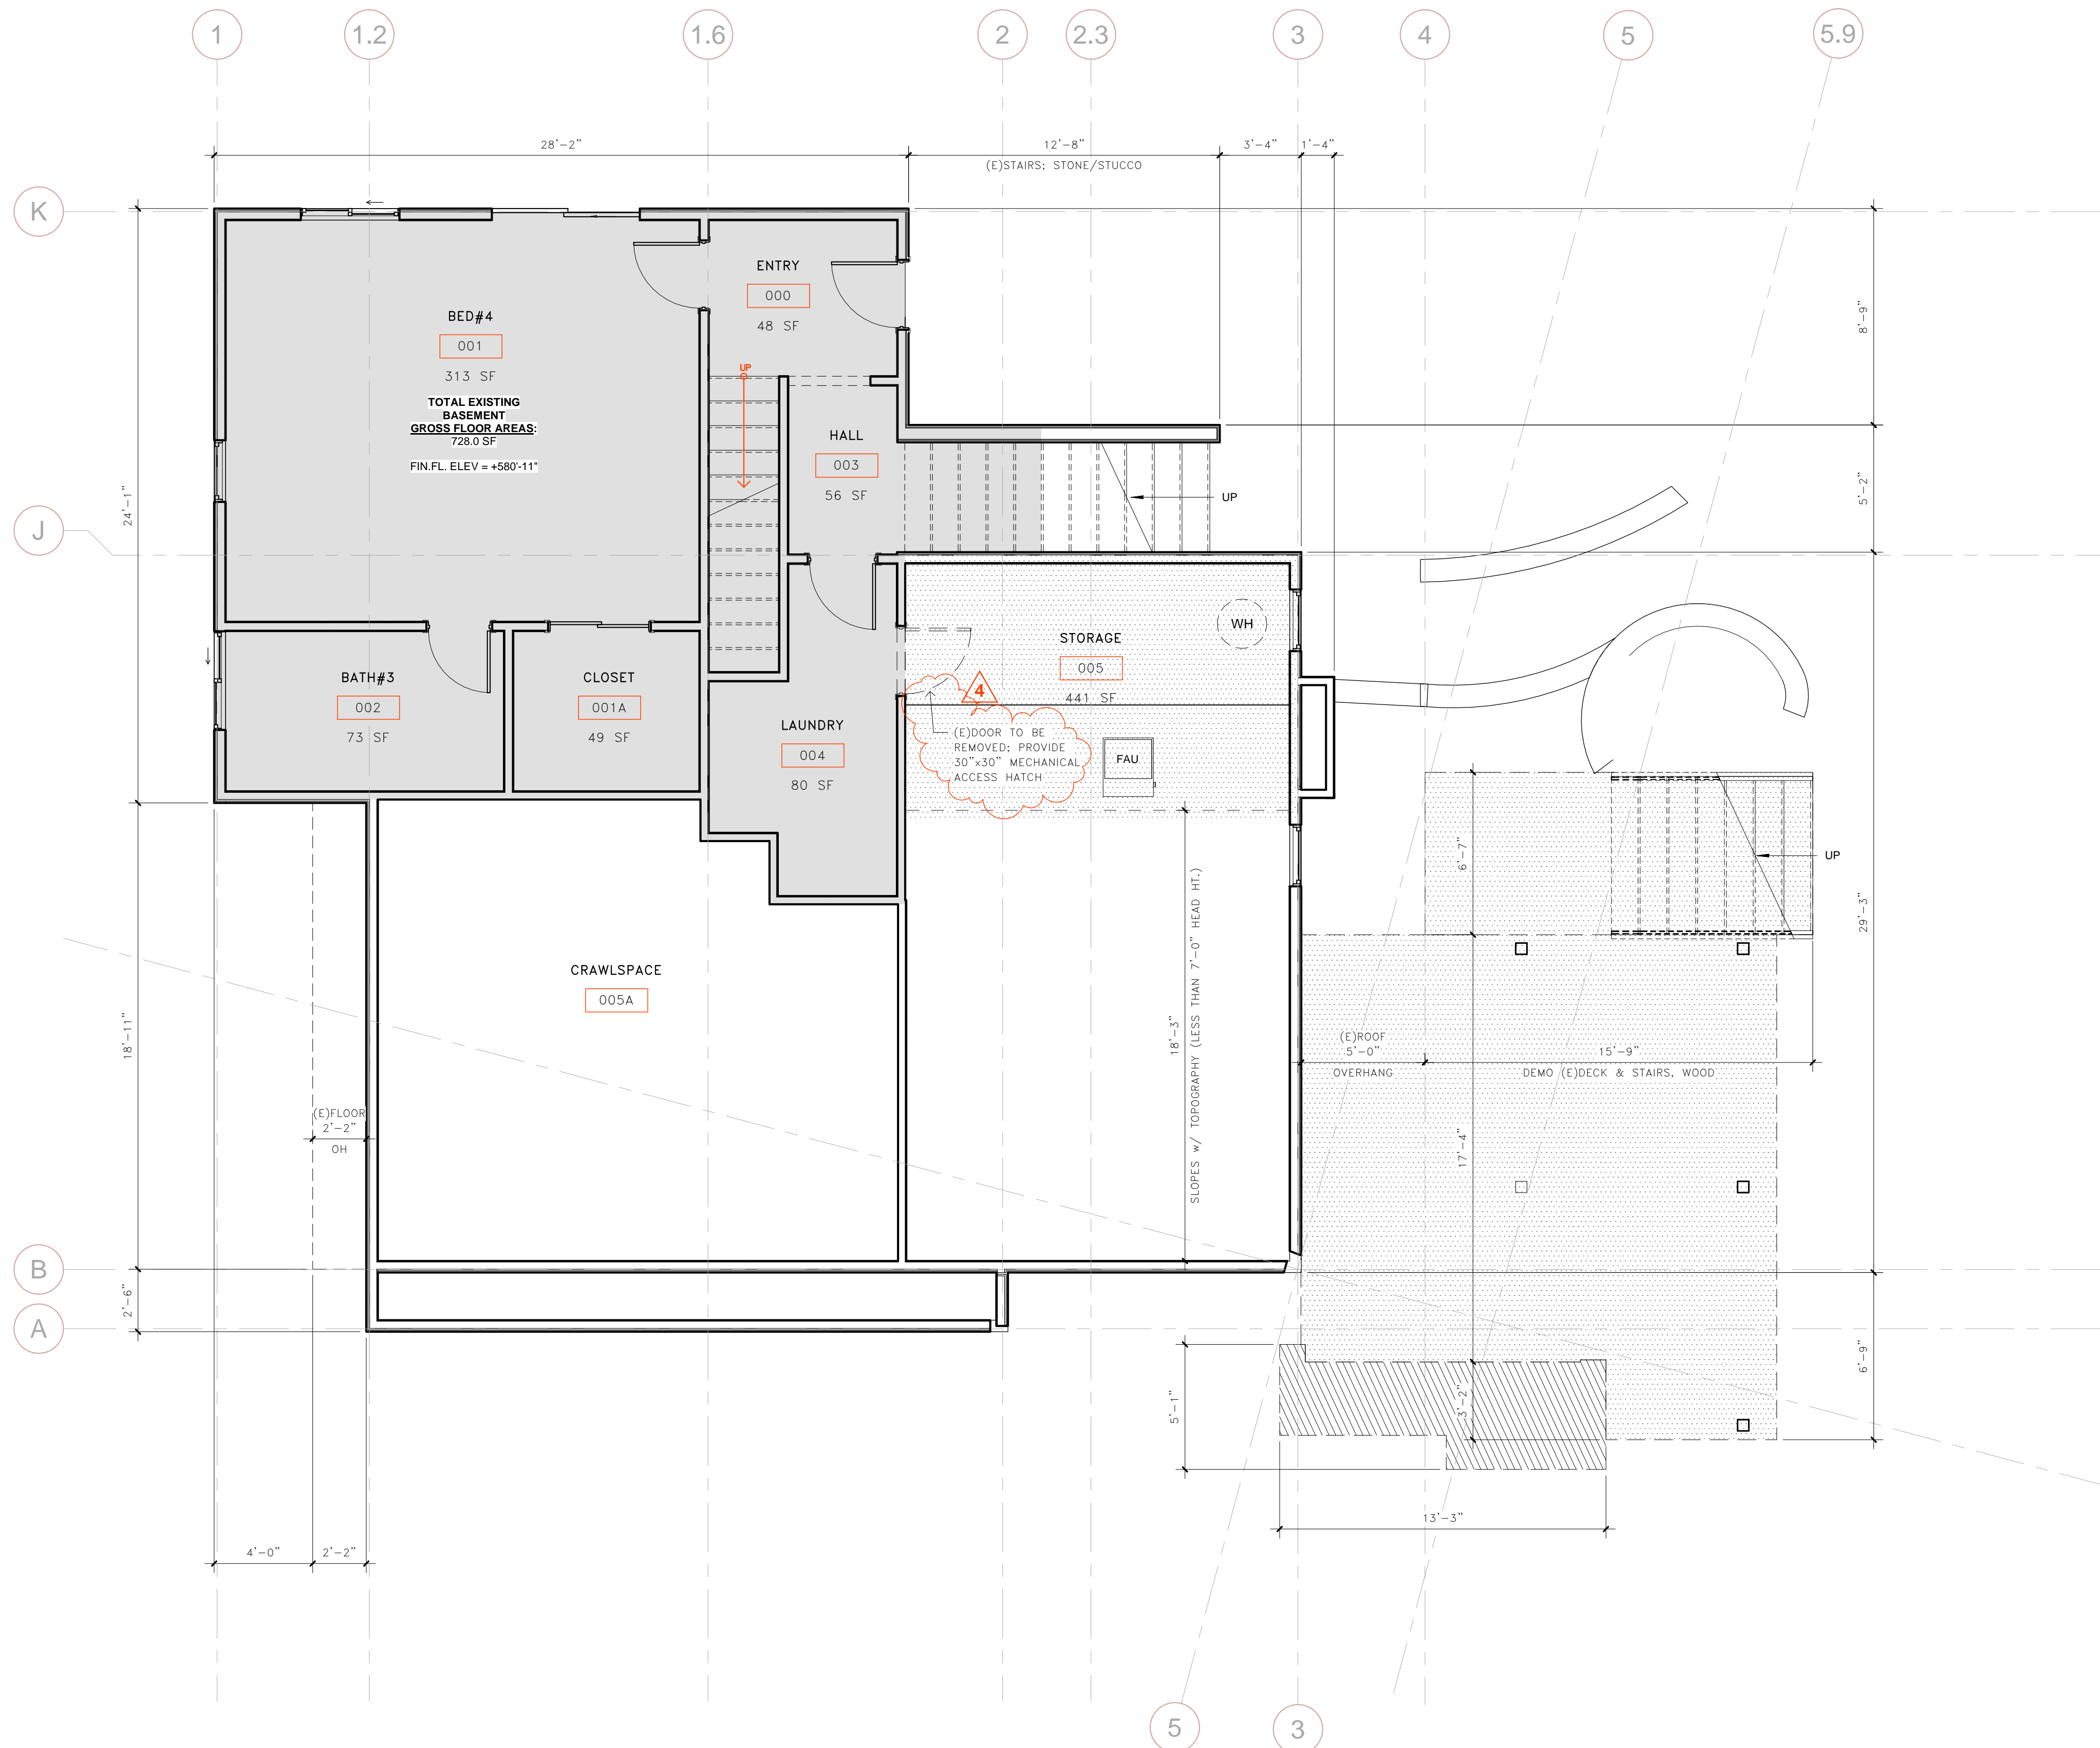 1
1.2
1.6
2
2.3
3
4
5
5.9
28'-2"
12'-8"
3'-4"
1'-4"
(E)STAIRS; STONE/STUCCO
K
ENTRY
000
48 SF
8'-9"
BED#4
001
313 SF
TOTAL EXISTING
BASEMENT
GROSS FLOOR AREAS:
728.0 SF
FIN.FL. ELEV = +580'-11"
UP
HALL
003
56 SF
UP
5'-2"
24'-1"
J
STORAGE
005
441 SF
WH
BATH#3
002
73 SF
CLOSET
001A
49 SF
LAUNDRY
004
80 SF
4
(E)DOOR TO BE
REMOVED; PROVIDE
30"x30" MECHANICAL
ACCESS HATCH
FAU
6'-7"
UP
29'-3"
CRAWLSPACE
005A
18'-11"
18'-3"
SLOPES w/ TOPOGRAPHY (LESS THAN 7'-0" HEAD HT.)
(E)ROOF
5'-0"
OVERHANG
15'-9"
DEMO (E)DECK & STAIRS, WOOD
(E)FLOOR
2'-2"
OH
17'-4"
B
2'-6"
A
6'-9"
5'-1"
3'-2"
13'-3"
4'-0"
2'-2"
5
3